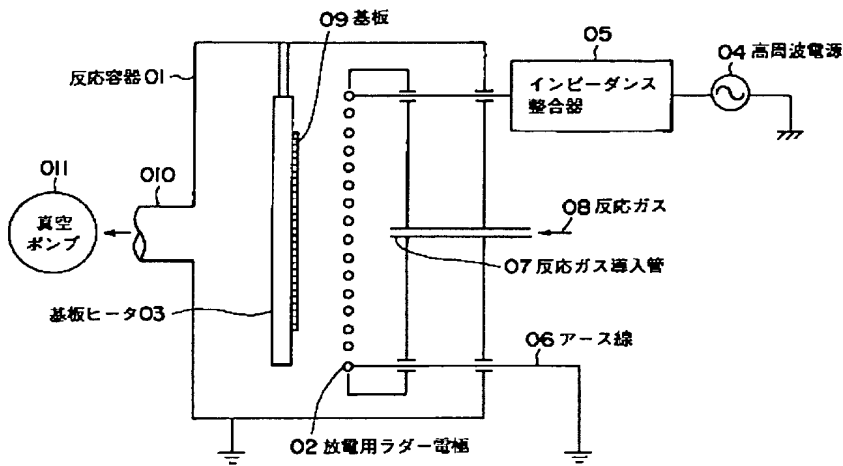 09 基板
05
04 高周波電源
反応容器 01
インピーダンス
整合器
011
010
真空
ポンプ
08 反応ガス
07 反応ガス導入管
基板ヒータ03
06 アース線
02 放電用ラダー電極